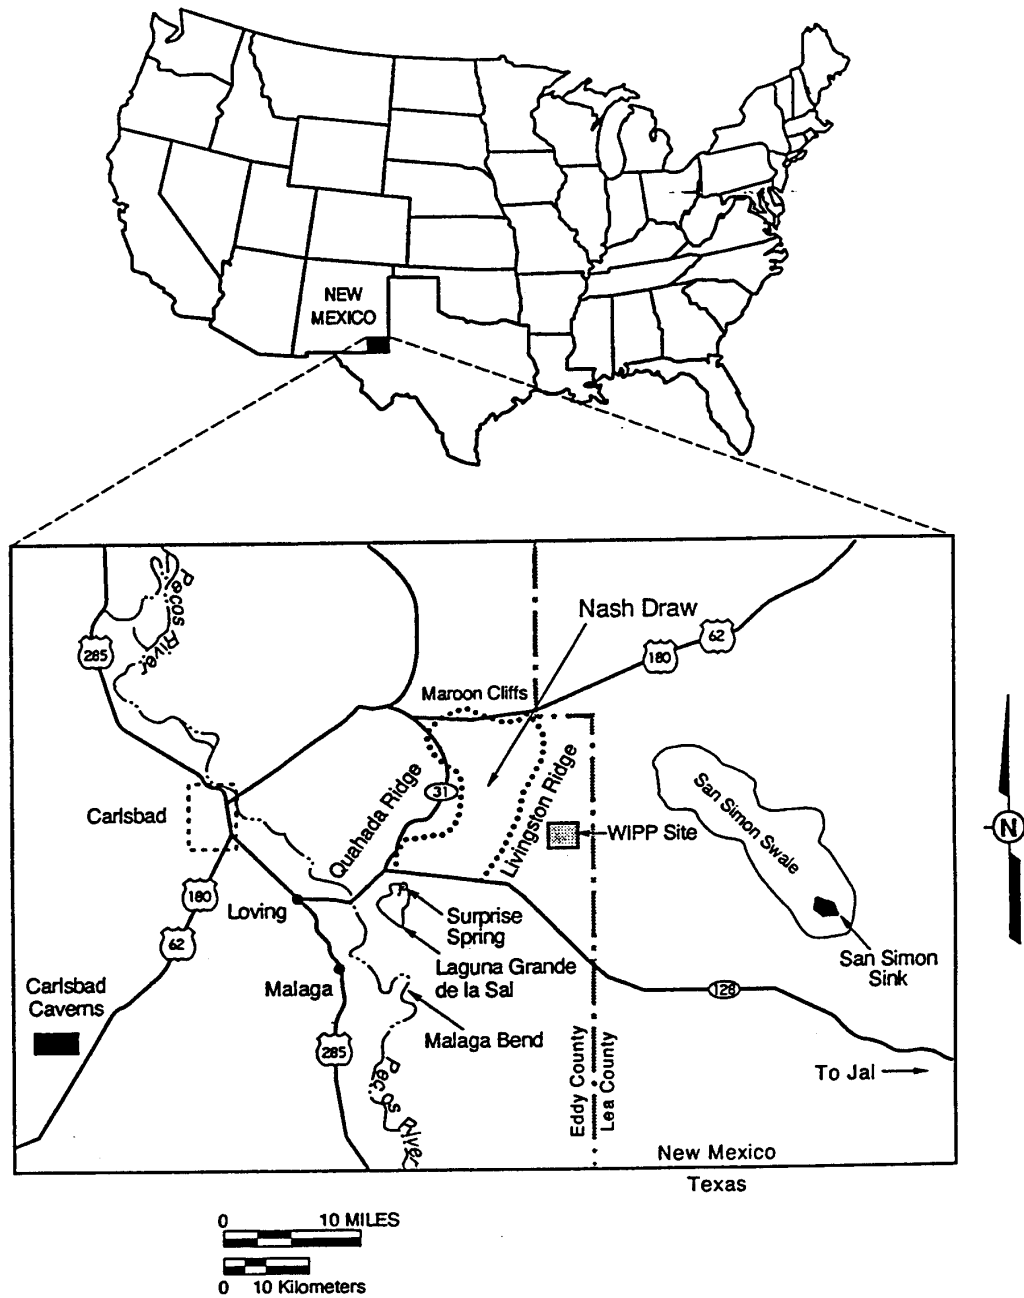 NEW
MEXICO
Pecos River
Nash Draw
285
180
62
Maroon Cliffs
Quahada Ridge
31
Livingston Ridge
San Simon Swale
Carlsbad
WIPP Site
N
180
Loving
Surprise
Spring
62
San Simon
Sink
Laguna Grande
de la Sal
Carlsbad
Caverns
Malaga
128
Malaga Bend
285
To Jal
Pecos River
Eddy County
Lea County
New Mexico
Texas
0 10 MILES
0 10 Kilometers